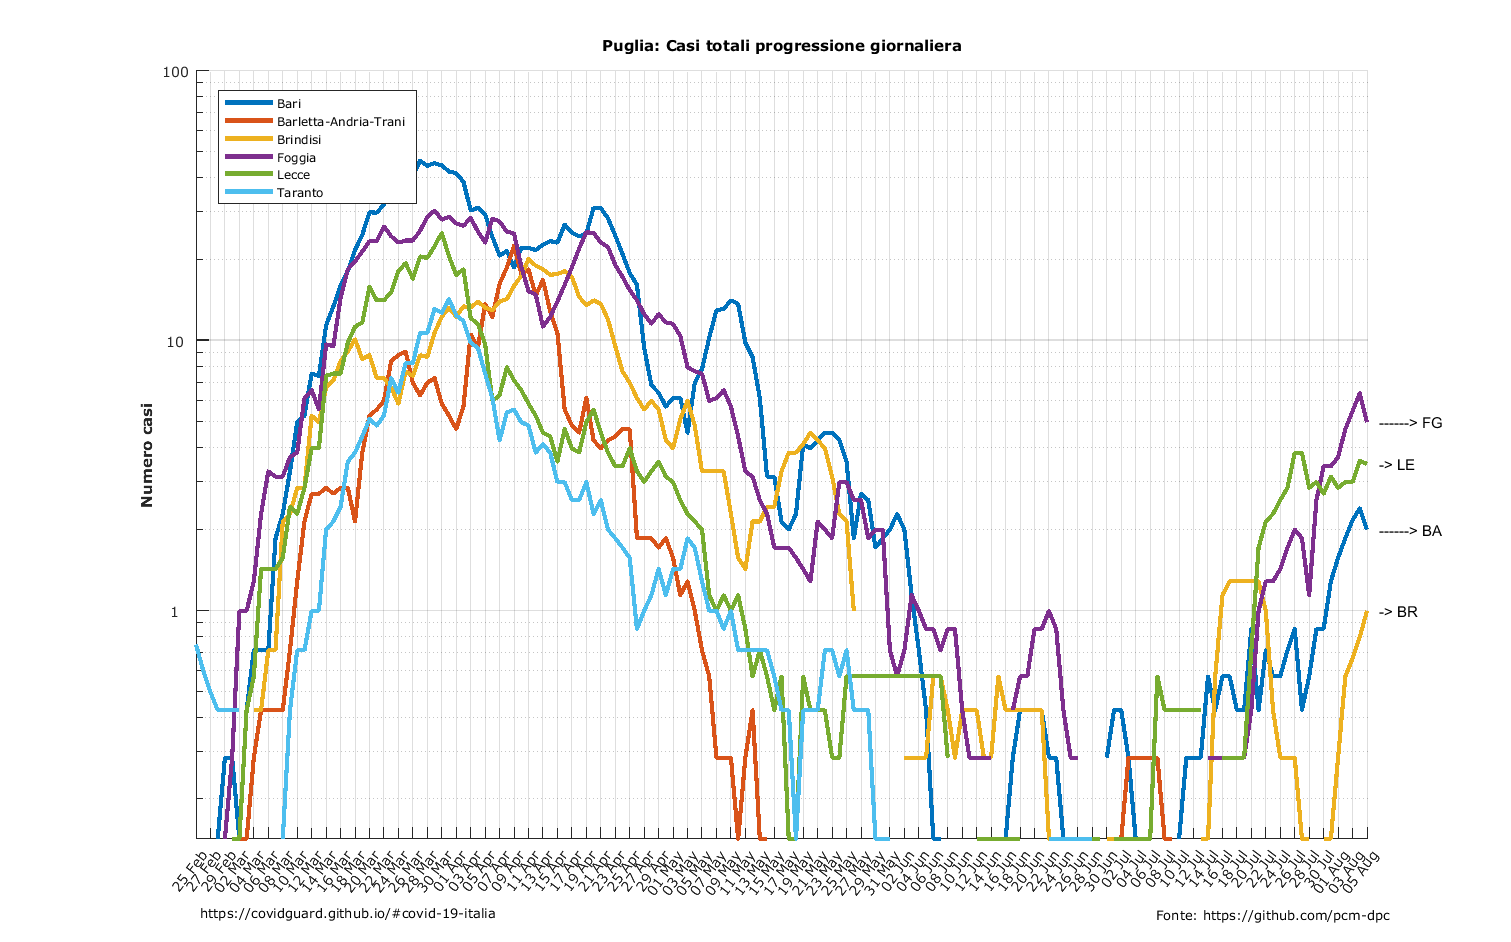 Puglia: Casi totali progressione giornaliera
100
10
1
Numero casi
Bari
Barletta-Andria-Trani
Brindisi
Foggia
Lecce
Taranto
------> FG
-> LE
------> BA
-> BR
25 Feb
27 Feb
29 Feb
02 Mar
04 Mar
06 Mar
08 Mar
10 Mar
12 Mar
14 Mar
16 Mar
18 Mar
20 Mar
22 Mar
24 Mar
26 Mar
28 Mar
30 Mar
01 Apr
03 Apr
05 Apr
07 Apr
09 Apr
11 Apr
13 Apr
15 Apr
17 Apr
19 Apr
21 Apr
23 Apr
25 Apr
27 Apr
29 Apr
01 May
03 May
05 May
07 May
09 May
11 May
13 May
15 May
17 May
19 May
21 May
23 May
25 May
27 May
29 May
31 May
02 Jun
04 Jun
06 Jun
08 Jun
10 Jun
12 Jun
14 Jun
16 Jun
18 Jun
20 Jun
22 Jun
24 Jun
26 Jun
28 Jun
30 Jun
02 Jul
04 Jul
06 Jul
08 Jul
10 Jul
12 Jul
14 Jul
16 Jul
18 Jul
20 Jul
22 Jul
24 Jul
26 Jul
28 Jul
30 Jul
01 Aug
03 Aug
05 Aug
https://covidguard.github.io/#covid-19-italia
Fonte: https://github.com/pcm-dpc